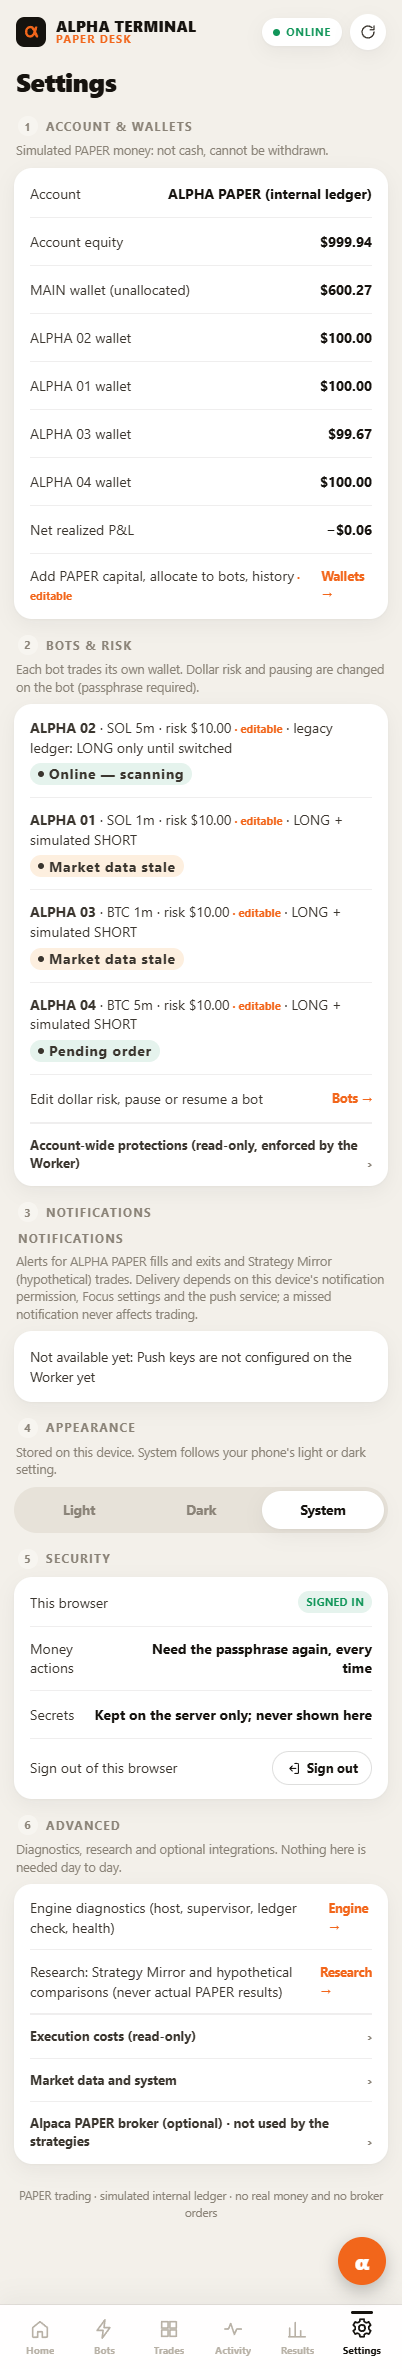 α ALPHA TERMINAL
PAPER DESK
ONLINE
Settings
1 ACCOUNT & WALLETS
Simulated PAPER money: not cash, cannot be withdrawn.
Account ALPHA PAPER (internal ledger)
Account equity $999.94
MAIN wallet (unallocated) $600.27
ALPHA 02 wallet $100.00
ALPHA 01 wallet $100.00
ALPHA 03 wallet $99.67
ALPHA 04 wallet $100.00
Net realized P&L −$0.06
Add PAPER capital, allocate to bots, history · Wallets
editable →
2 BOTS & RISK
Each bot trades its own wallet. Dollar risk and pausing are changed
on the bot (passphrase required).
ALPHA 02 · SOL 5m · risk $10.00 · editable · legacy
ledger: LONG only until switched
Online — scanning
ALPHA 01 · SOL 1m · risk $10.00 · editable · LONG +
simulated SHORT
Market data stale
ALPHA 03 · BTC 1m · risk $10.00 · editable · LONG +
simulated SHORT
Market data stale
ALPHA 04 · BTC 5m · risk $10.00 · editable · LONG +
simulated SHORT
Pending order
Edit dollar risk, pause or resume a bot Bots →
Account-wide protections (read-only, enforced by the
Worker) ›
3 NOTIFICATIONS
NOTIFICATIONS
Alerts for ALPHA PAPER fills and exits and Strategy Mirror
(hypothetical) trades. Delivery depends on this device's notification
permission, Focus settings and the push service; a missed
notification never affects trading.
Not available yet: Push keys are not configured on the
Worker yet
4 APPEARANCE
Stored on this device. System follows your phone's light or dark
setting.
Light Dark System
5 SECURITY
This browser SIGNED IN
Money Need the passphrase again, every
actions time
Secrets Kept on the server only; never shown here
Sign out of this browser Sign out
6 ADVANCED
Diagnostics, research and optional integrations. Nothing here is
needed day to day.
Engine diagnostics (host, supervisor, ledger Engine
check, health) →
Research: Strategy Mirror and hypothetical Research
comparisons (never actual PAPER results) →
Execution costs (read-only) ›
Market data and system ›
Alpaca PAPER broker (optional) · not used by the
strategies ›
PAPER trading · simulated internal ledger · no real money and no broker
orders
α
Home Bots Trades Activity Results Settings